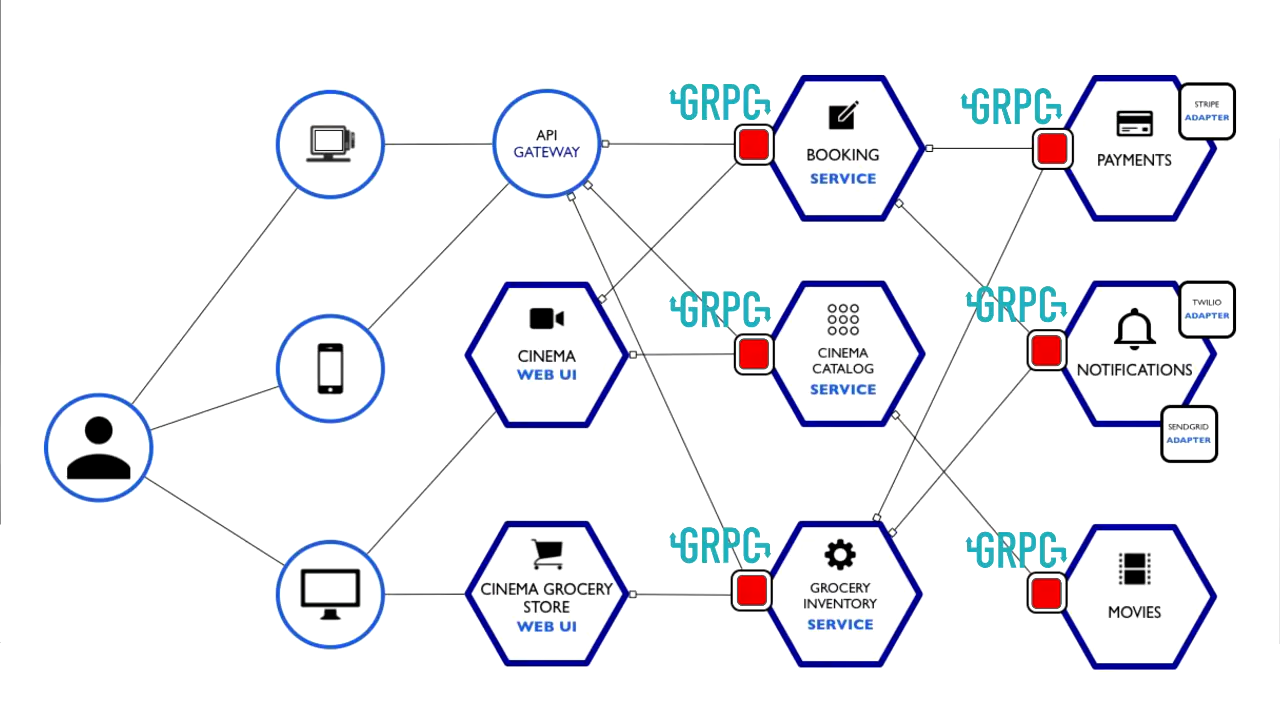 GRPC
GRPC
API
GATEWAY
BOOKING
SERVICE
PAYMENTS
STRIPE
ADAPTER
GRPC
GRPC
CINEMA
WEB UI
CINEMA
CATALOG
SERVICE
NOTIFICATIONS
TWILIO
ADAPTER
SENDGRID
ADAPTER
GRPC
GRPC
CINEMA GROCERY
STORE
WEB UI
GROCERY
INVENTORY
SERVICE
MOVIES